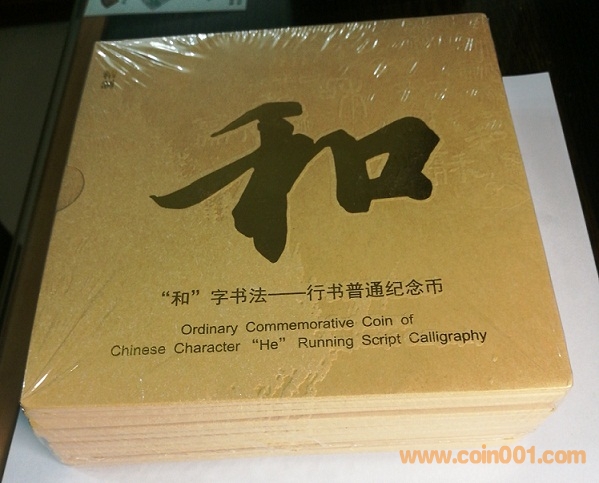 和
“和”字书法——行书普通纪念币
Ordinary Commemorative Coin of
Chinese Character “He” Running Script Calligraphy
www.coin001.com